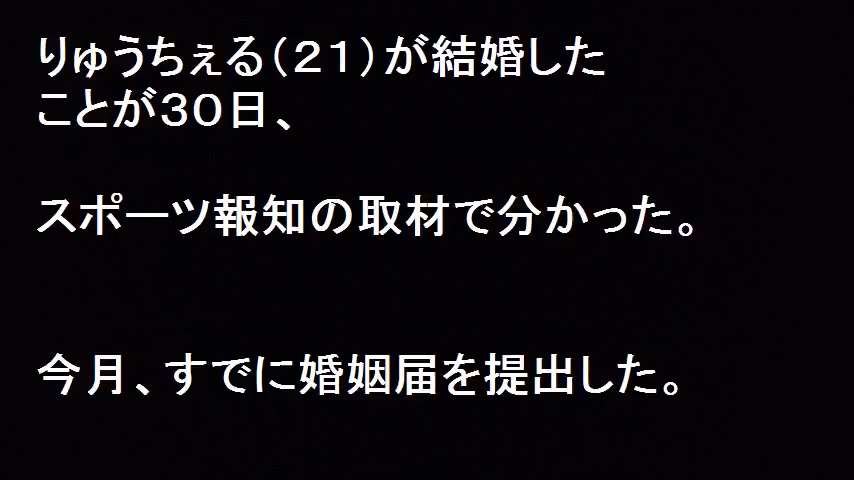 りゅうちぇる（２１）が結婚した
ことが３０日、
スポーツ報知の取材で分かった。
今月、すでに婚姻届を提出した。